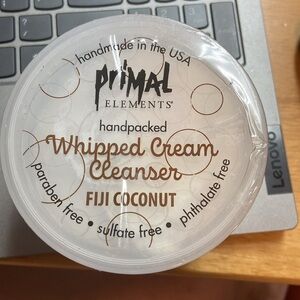 handmade in the USA
PRIMAL
ELEMENTS®
handpacked
Whipped Cream
Cleanser
FIJI COCONUT
paraben free • sulfate free • phthalate free
Lenovo